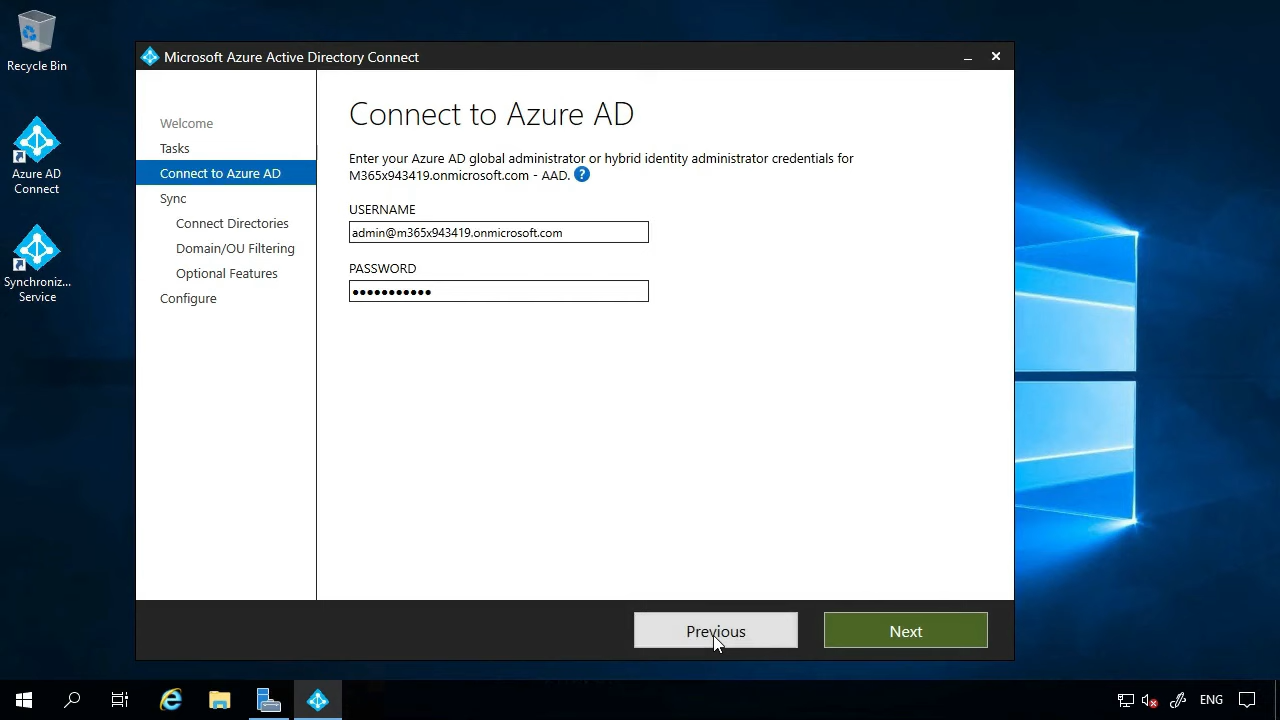 Recycle Bin
Azure AD
Connect
Synchroniz...
Service
Microsoft Azure Active Directory Connect
Welcome
Tasks
Connect to Azure AD
Sync
Connect Directories
Domain/OU Filtering
Optional Features
Configure
Connect to Azure AD
Enter your Azure AD global administrator or hybrid identity administrator credentials for
M365x943419.onmicrosoft.com - AAD. ?
USERNAME
admin@m365x943419.onmicrosoft.com
PASSWORD
●●●●●●●●●●●
Previous
Next
ENG